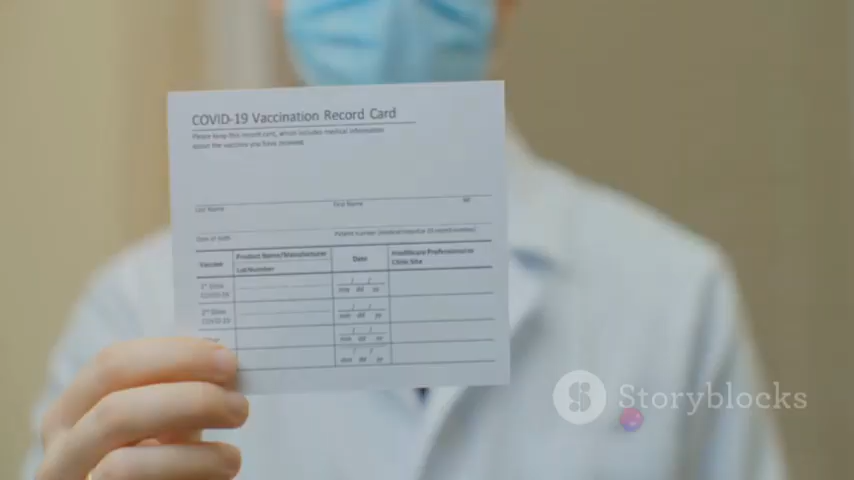 COVID-19 Vaccination Record Card
Please keep this record card, which includes medical information
about the vaccine you have received.
Last Name First Name MI
Date of birth Patient number
Vaccine Product Name/Manufacturer Date Healthcare Professional or
Lot Number Clinic Site
1st Dose / /
COVID-19 mm dd yy
2nd Dose / /
COVID-19 mm dd yy
/ /
mm dd yy
/ /
mm dd yy
Storyblocks